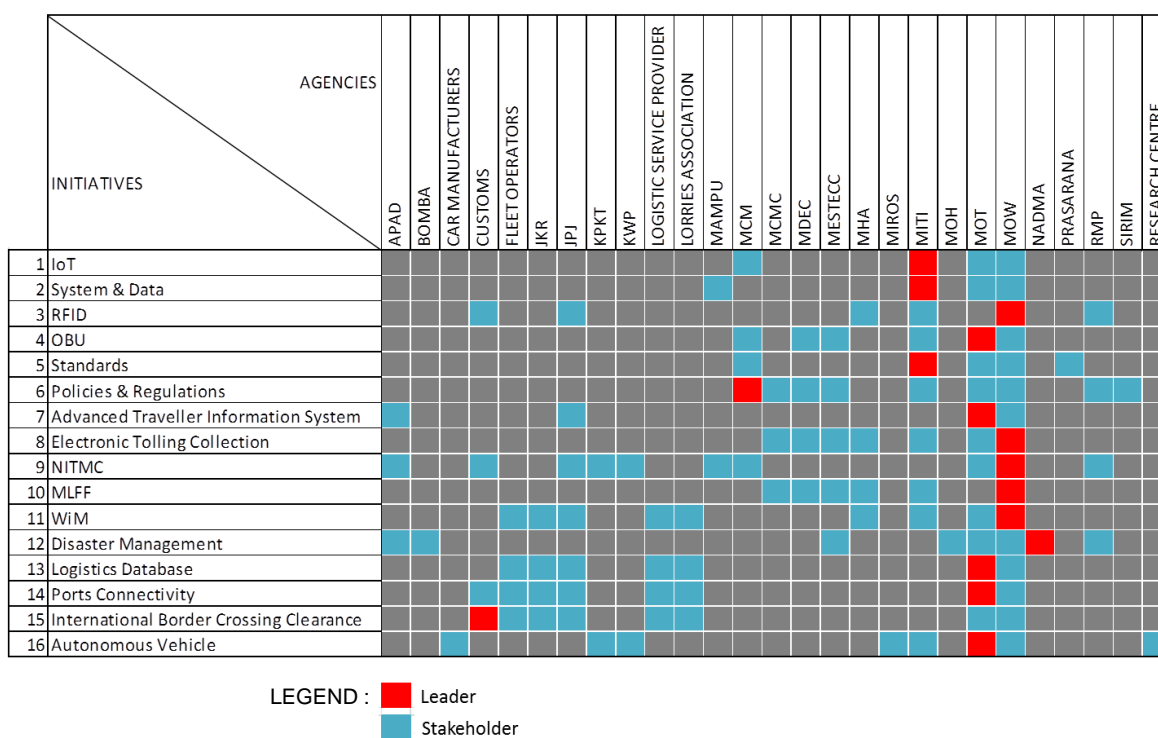 AGENCIES
INITIATIVES
APAD
BOMBA
CAR MANUFACTURERS
CUSTOMS
FLEET OPERATORS
JKR
JPJ
KPKT
KWP
LOGISTIC SERVICE PROVIDER
LORRIES ASSOCIATION
MAMPU
MCM
MCMC
MDEC
MESTECC
MHA
MIROS
MITI
MOH
MOT
MOW
NADMA
PRASARANA
RMP
SIRIM
RESEARCH CENTRE
1 IoT
2 System & Data
3 RFID
4 OBU
5 Standards
6 Policies & Regulations
7 Advanced Traveller Information System
8 Electronic Tolling Collection
9 NITMC
10 MLFF
11 WiM
12 Disaster Management
13 Logistics Database
14 Ports Connectivity
15 International Border Crossing Clearance
16 Autonomous Vehicle
LEGEND : Leader
Stakeholder